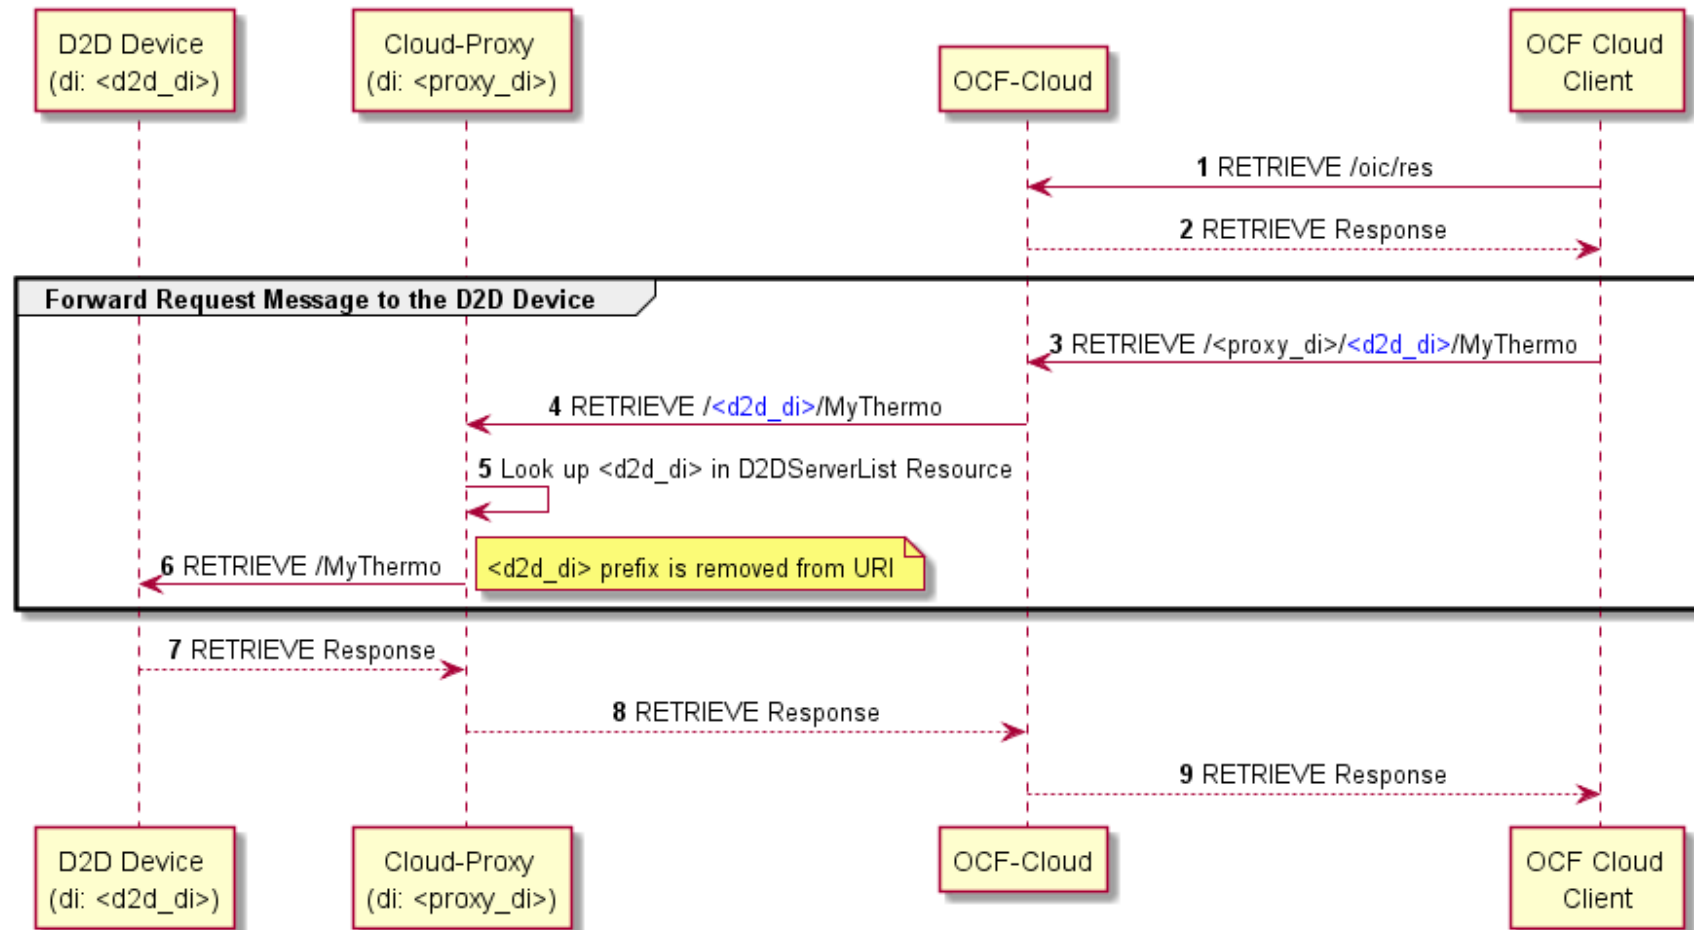 D2D Device
(di: <d2d_di>)
Cloud-Proxy
(di: <proxy_di>)
OCF-Cloud
OCF Cloud
Client
1 RETRIEVE /oic/res
2 RETRIEVE Response
Forward Request Message to the D2D Device
3 RETRIEVE /<proxy_di>/<d2d_di>/MyThermo
4 RETRIEVE /<d2d_di>/MyThermo
5 Look up <d2d_di> in D2DServerList Resource
6 RETRIEVE /MyThermo
<d2d_di> prefix is removed from URI
7 RETRIEVE Response
8 RETRIEVE Response
9 RETRIEVE Response
D2D Device
(di: <d2d_di>)
Cloud-Proxy
(di: <proxy_di>)
OCF-Cloud
OCF Cloud
Client